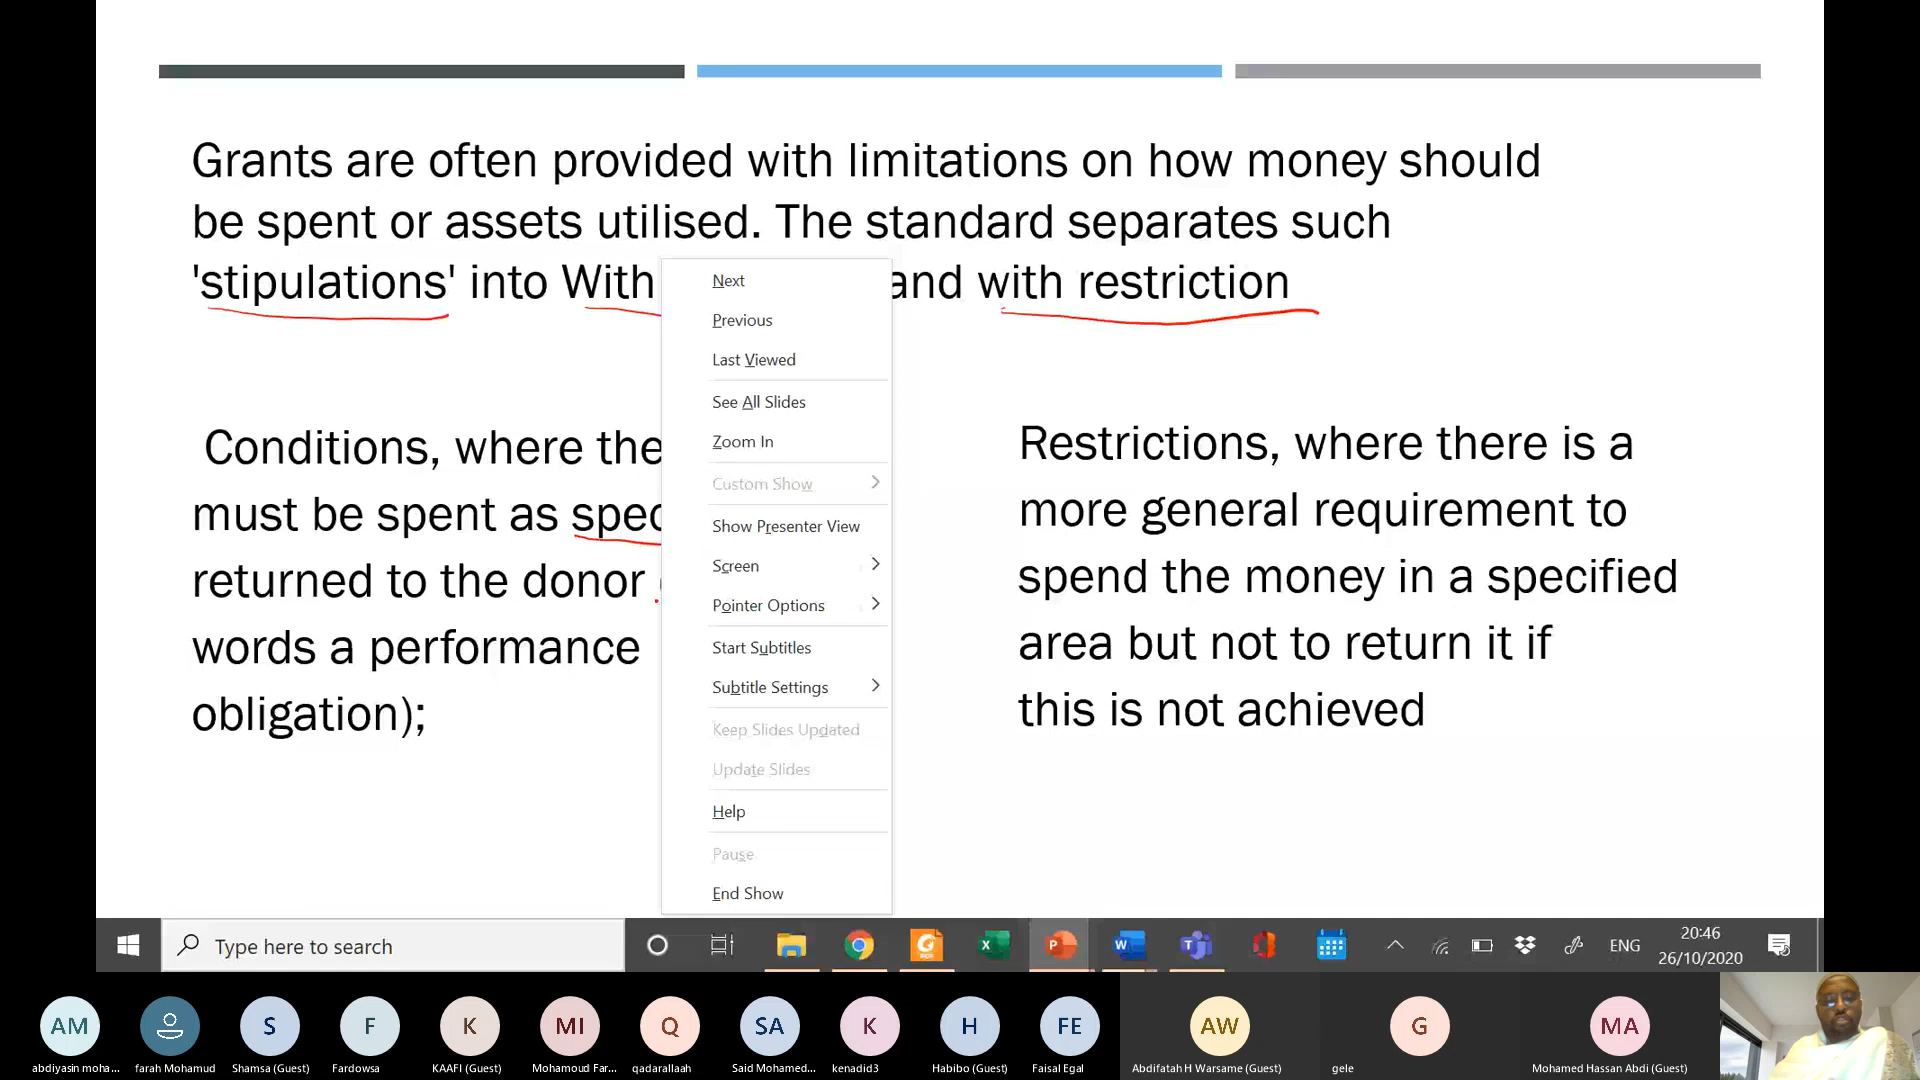 Grants are often provided with limitations on how money should
be spent or assets utilised. The standard separates such
'stipulations' into With and with restriction
Conditions, where the
must be spent as spec
returned to the donor
words a performance
obligation);
Restrictions, where there is a
more general requirement to
spend the money in a specified
area but not to return it if
this is not achieved
Next
Previous
Last Viewed
See All Slides
Zoom In
Custom Show
Show Presenter View
Screen
Pointer Options
Start Subtitles
Subtitle Settings
Keep Slides Updated
Update Slides
Help
Pause
End Show
Type here to search
ENG
20:46
26/10/2020
AM
S
F
K
MI
Q
SA
K
H
FE
AW
G
MA
abdiyasin moha...
farah Mohamud
Shamsa (Guest)
Fardowsa
KAAFI (Guest)
Mohamoud Far...
qadarallaah
Said Mohamed...
kenadid3
Habibo (Guest)
Faisal Egal
Abdifatah H Warsame (Guest)
gele
Mohamed Hassan Abdi (Guest)